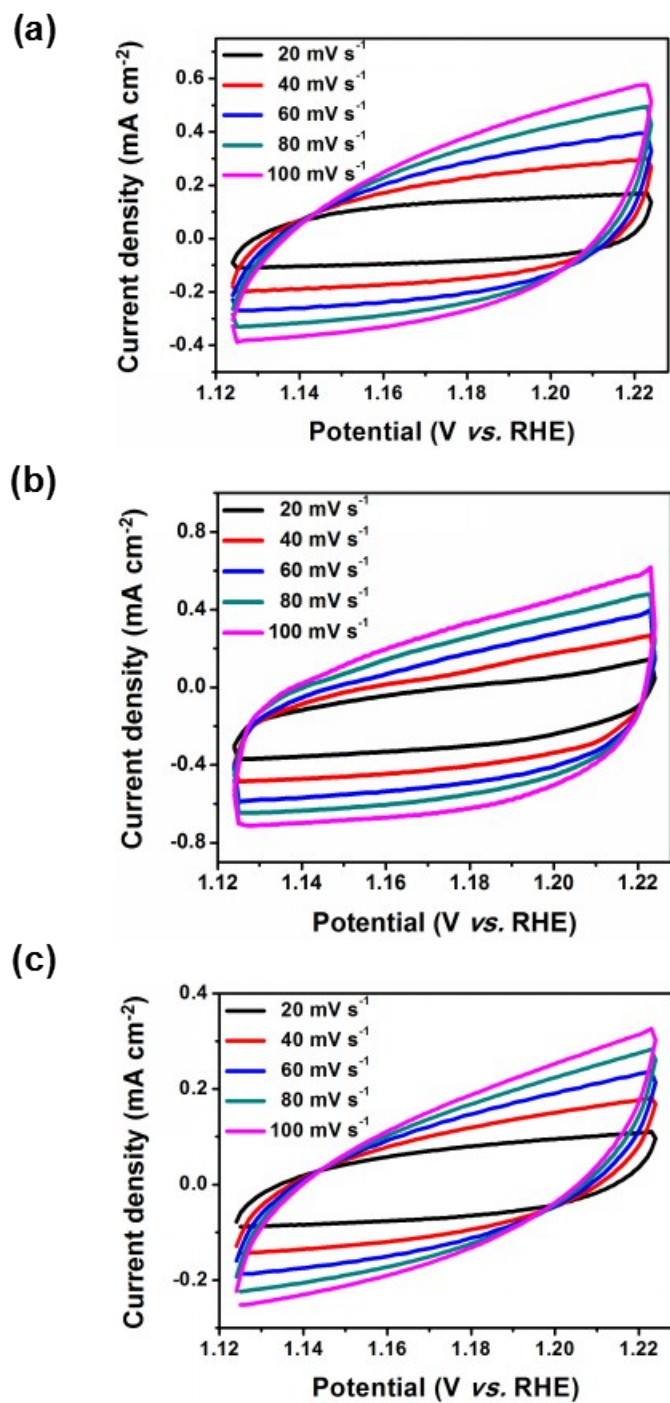 (a)
20 mV s⁻¹
40 mV s⁻¹
60 mV s⁻¹
80 mV s⁻¹
100 mV s⁻¹
0.6
0.4
0.2
0.0
-0.2
-0.4
Current density (mA cm⁻²)
1.12 1.14 1.16 1.18 1.20 1.22
Potential (V vs. RHE)
(b)
20 mV s⁻¹
40 mV s⁻¹
60 mV s⁻¹
80 mV s⁻¹
100 mV s⁻¹
0.8
0.4
0.0
-0.4
-0.8
Current density (mA cm⁻²)
1.12 1.14 1.16 1.18 1.20 1.22
Potential (V vs. RHE)
(c)
20 mV s⁻¹
40 mV s⁻¹
60 mV s⁻¹
80 mV s⁻¹
100 mV s⁻¹
0.4
0.2
0.0
-0.2
Current density (mA cm⁻²)
1.12 1.14 1.16 1.18 1.20 1.22
Potential (V vs. RHE)